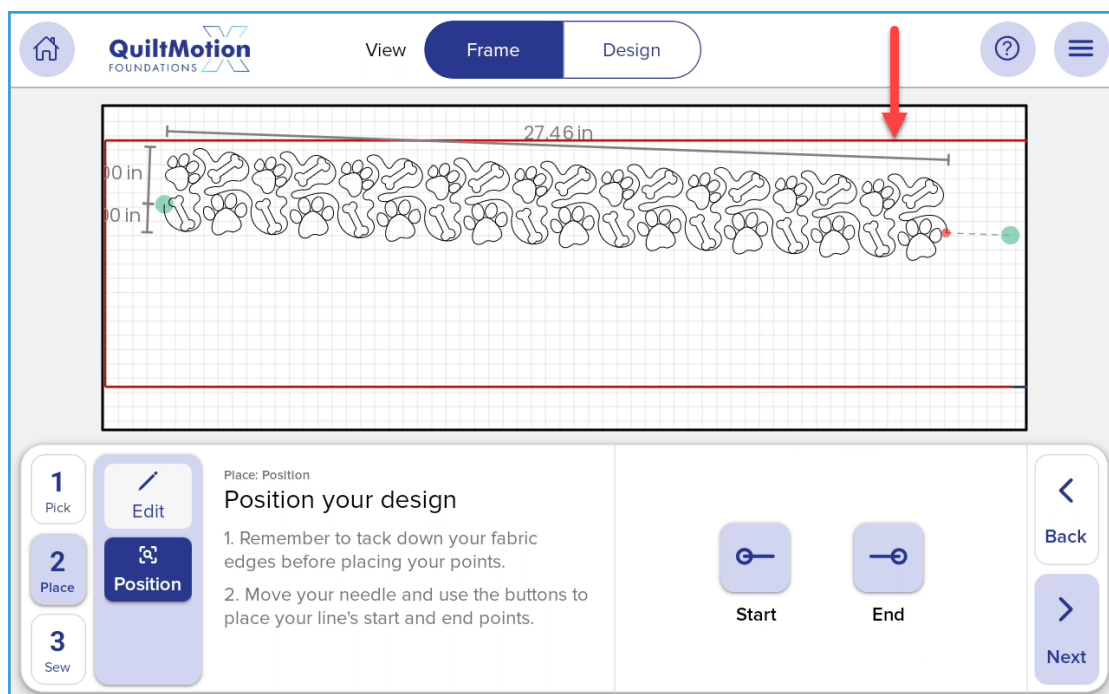 QuiltMotion
FOUNDATIONS
View
Frame
Design
27.46 in
00 in
00 in
1
Pick
2
Place
3
Sew
Edit
Position
Place: Position
Position your design
1. Remember to tack down your fabric
edges before placing your points.
2. Move your needle and use the buttons to
place your line's start and end points.
Start
End
Back
Next